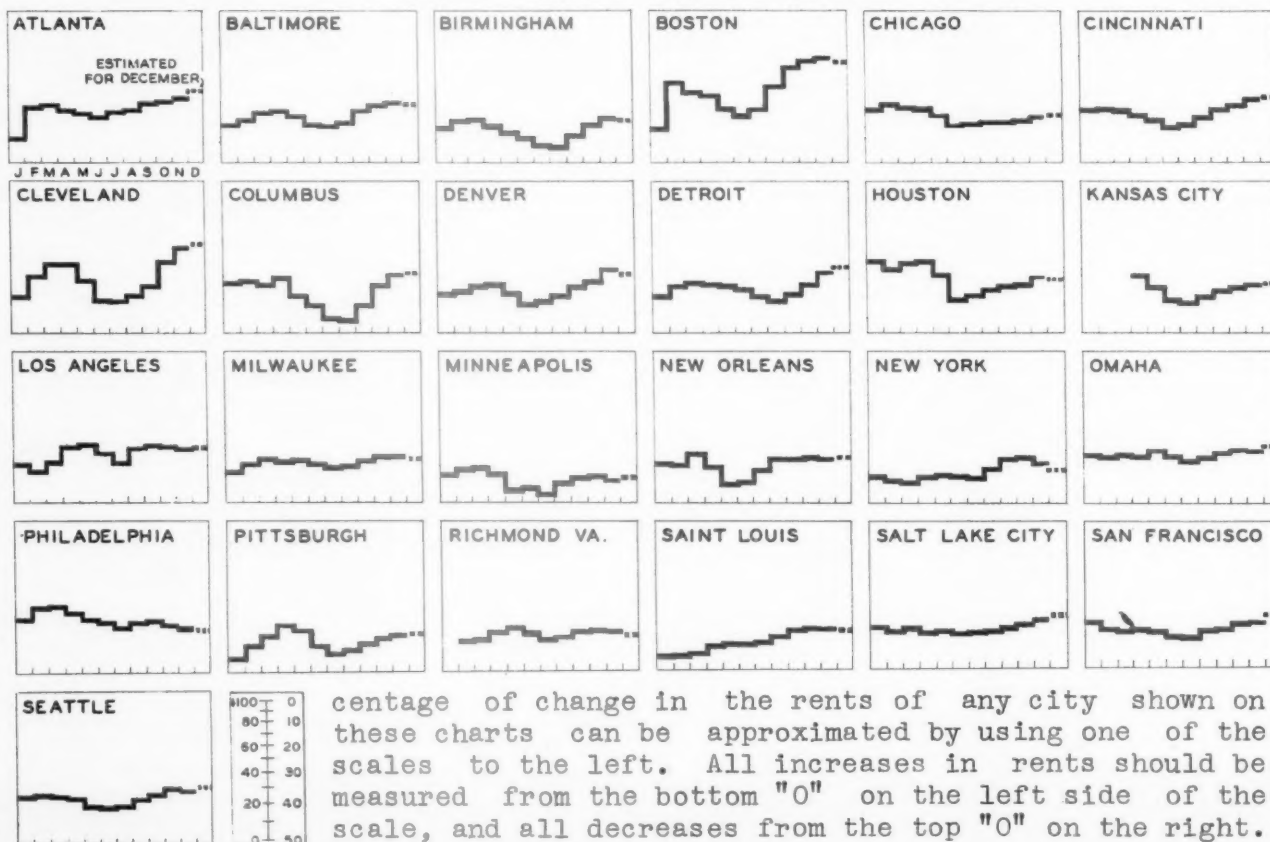 ATLANTA BALTIMORE BIRMINGHAM BOSTON CHICAGO CINCINNATI
ESTIMATED
FOR DECEMBER
J F M A M J J A S O N D
CLEVELAND COLUMBUS DENVER DETROIT HOUSTON KANSAS CITY
LOS ANGELES MILWAUKEE MINNEAPOLIS NEW ORLEANS NEW YORK OMAHA
PHILADELPHIA PITTSBURGH RICHMOND VA. SAINT LOUIS SALT LAKE CITY SAN FRANCISCO
SEATTLE
100 0
80 10
60 20
40 30
20 40
0 50
centage of change in the rents of any city shown on
these charts can be approximated by using one of the
scales to the left. All increases in rents should be
measured from the bottom "0" on the left side of the
scale, and all decreases from the top "0" on the right.